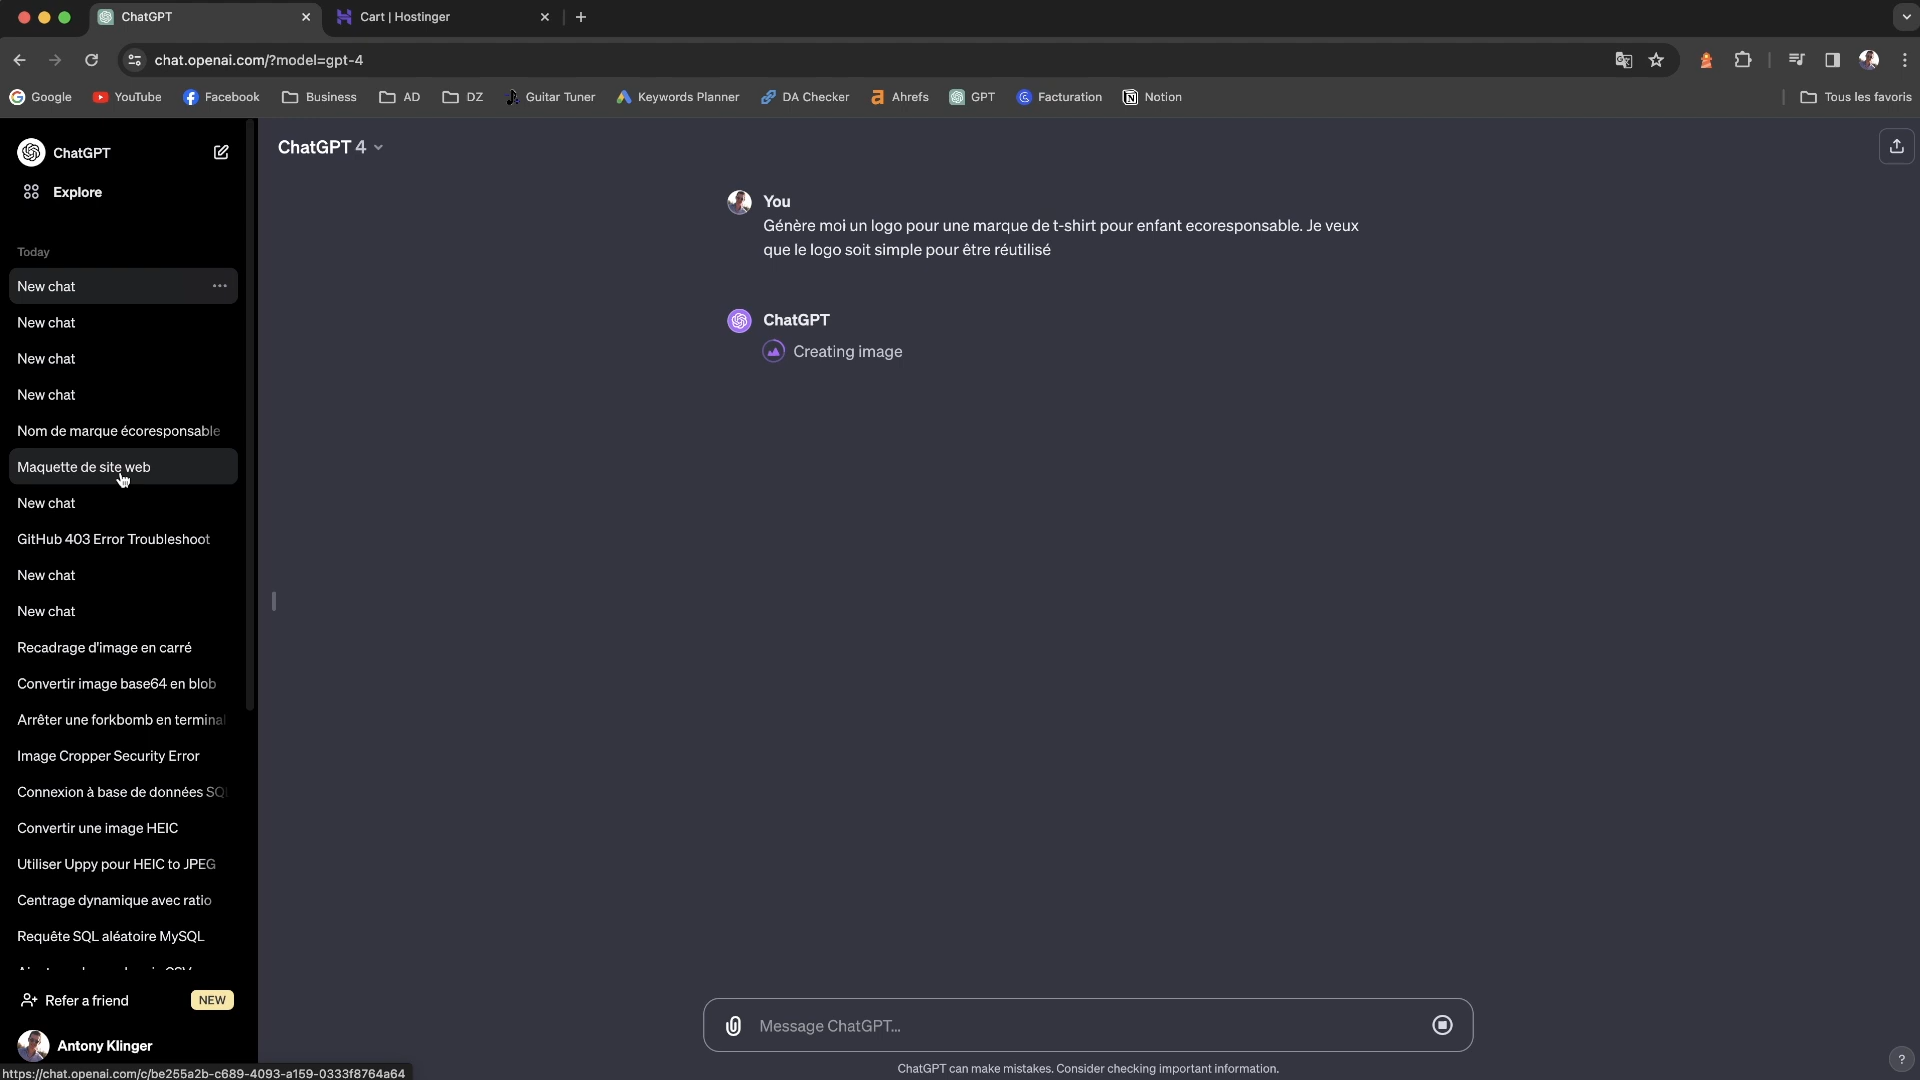 ChatGPT
Cart | Hostinger
chat.openai.com/?model=gpt-4
Google
YouTube
Facebook
Business
AD
DZ
Guitar Tuner
Keywords Planner
DA Checker
Ahrefs
GPT
Facturation
Notion
Tous les favoris
ChatGPT
Explore
Today
New chat
New chat
New chat
New chat
Nom de marque écoresponsable
Maquette de site web
New chat
GitHub 403 Error Troubleshoot
New chat
New chat
Recadrage d'image en carré
Convertir image base64 en blob
Arrêter une forkbomb en terminal
Image Cropper Security Error
Connexion à base de données SQL
Convertir une image HEIC
Utiliser Uppy pour HEIC to JPEG
Centrage dynamique avec ratio
Requête SQL aléatoire MySQL
Refer a friend
NEW
Antony Klinger
https://chat.openai.com/c/be255a2b-c689-4093-a159-0333f8764a64
ChatGPT 4
You
Génère moi un logo pour une marque de t-shirt pour enfant ecoresponsable. Je veux
que le logo soit simple pour être réutilisé
ChatGPT
Creating image
Message ChatGPT...
ChatGPT can make mistakes. Consider checking important information.
?